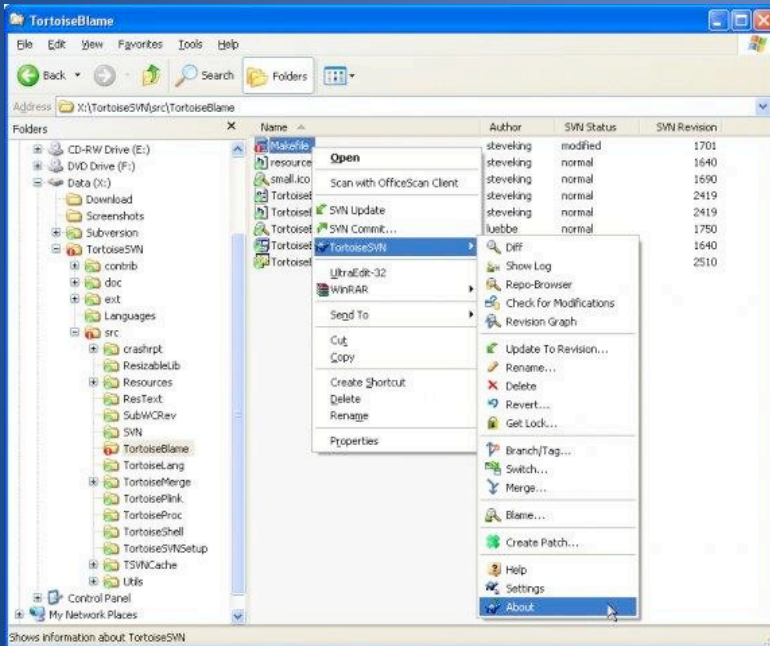 TortoiseBlame
File Edit View Favorites Tools Help
Back Search Folders
Address X:\TortoiseSVN\src\TortoiseBlame
Folders
CD-RW Drive (E:)
DVD Drive (F:)
Data (X:)
Download
Screenshots
Subversion
TortoiseSVN
contrib
doc
ext
Languages
src
crashrpt
ResizableLib
Resources
ResText
SubWCRev
SVN
TortoiseBlame
TortoiseLang
TortoiseMerge
TortoisePlink
TortoiseProc
TortoiseShell
TortoiseSVNSetup
TSVNCache
Utils
Control Panel
My Network Places
Name Author SVN Status SVN Revision
Makefile steveking modified 1701
resource steveking normal 1640
small.ico steveking normal 1690
Tortoise steveking normal 2419
Tortoise steveking normal 2419
Tortoise luebbe normal 1750
Tortoise 1640
Tortoise 2510
Open
Scan with OfficeScan Client
SVN Update
SVN Commit...
TortoiseSVN
UltraEdit-32
WinRAR
Send To
Cut
Copy
Create Shortcut
Delete
Rename
Properties
Diff
Show Log
Repo-Browser
Check for Modifications
Revision Graph
Update To Revision...
Rename...
Delete
Revert...
Get Lock...
Branch/Tag...
Switch...
Merge...
Blame...
Create Patch...
Help
Settings
About
Shows information about TortoiseSVN